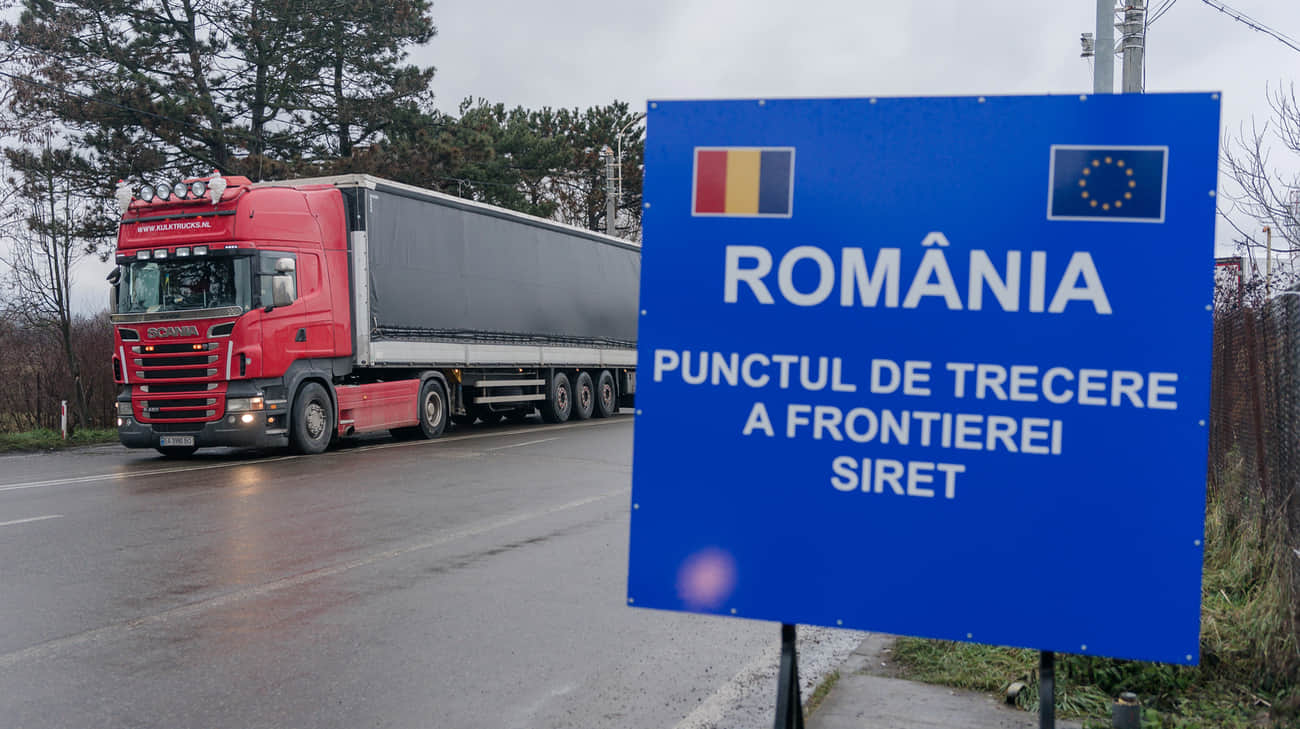 WWW.KULKTRUCKS.NL
SCANIA
ROMÂNIA
PUNCTUL DE TRECERE
A FRONTIEREI
SIRET